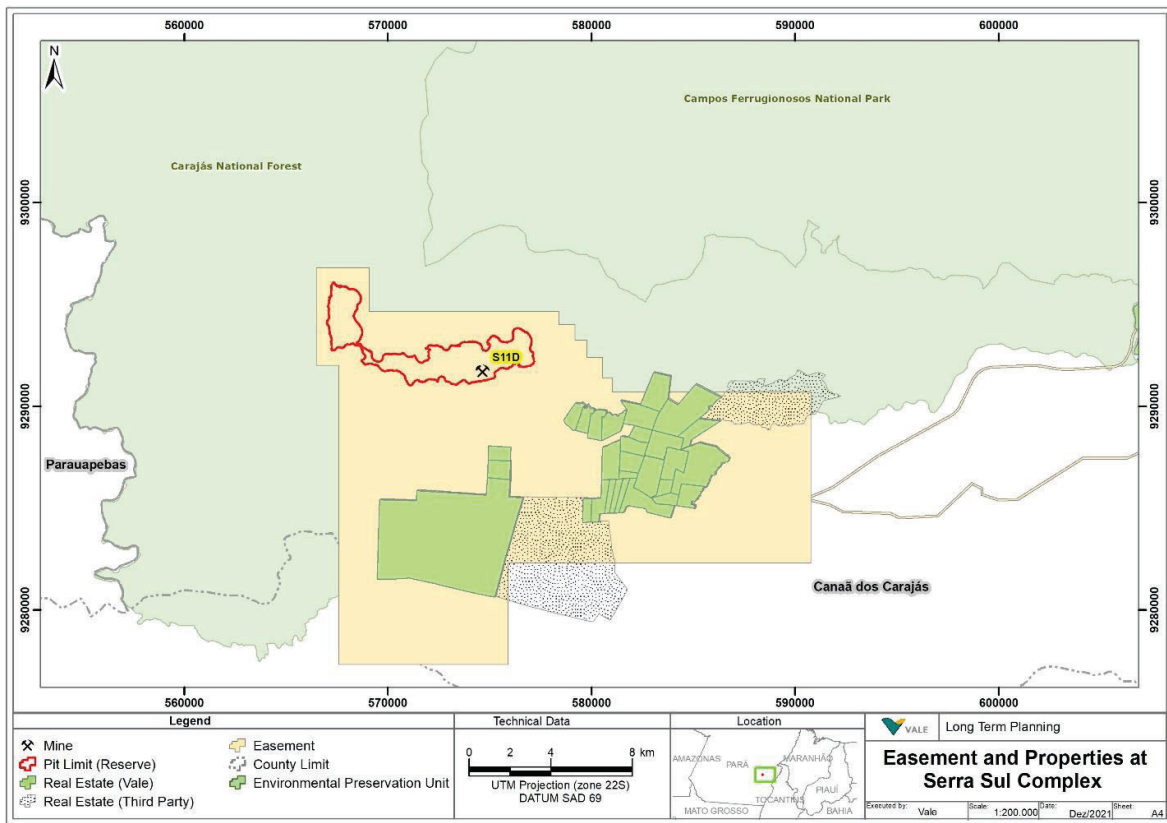 560000 570000 580000 590000 600000
N
Campos Ferrugionosos National Park
Carajás National Forest
9300000 9300000
S11D
9290000 9290000
Parauapebas
Canaã dos Carajás
9280000 9280000
560000 570000 580000 590000 600000
Legend
Mine
Pit Limit (Reserve)
Real Estate (Vale)
Real Estate (Third Party)
Easement
County Limit
Environmental Preservation Unit
Technical Data
0 2 4 8 km
UTM Projection (zone 22S)
DATUM SAD 69
Location
AMAZONAS PARÁ MARANHÃO
PIAUÍ
TOCANTINS
MATO GROSSO BAHIA
VALE Long Term Planning
Easement and Properties at
Serra Sul Complex
Executed by: Vale Scale: 1:200.000 Date: Dez/2021 Sheet: A4